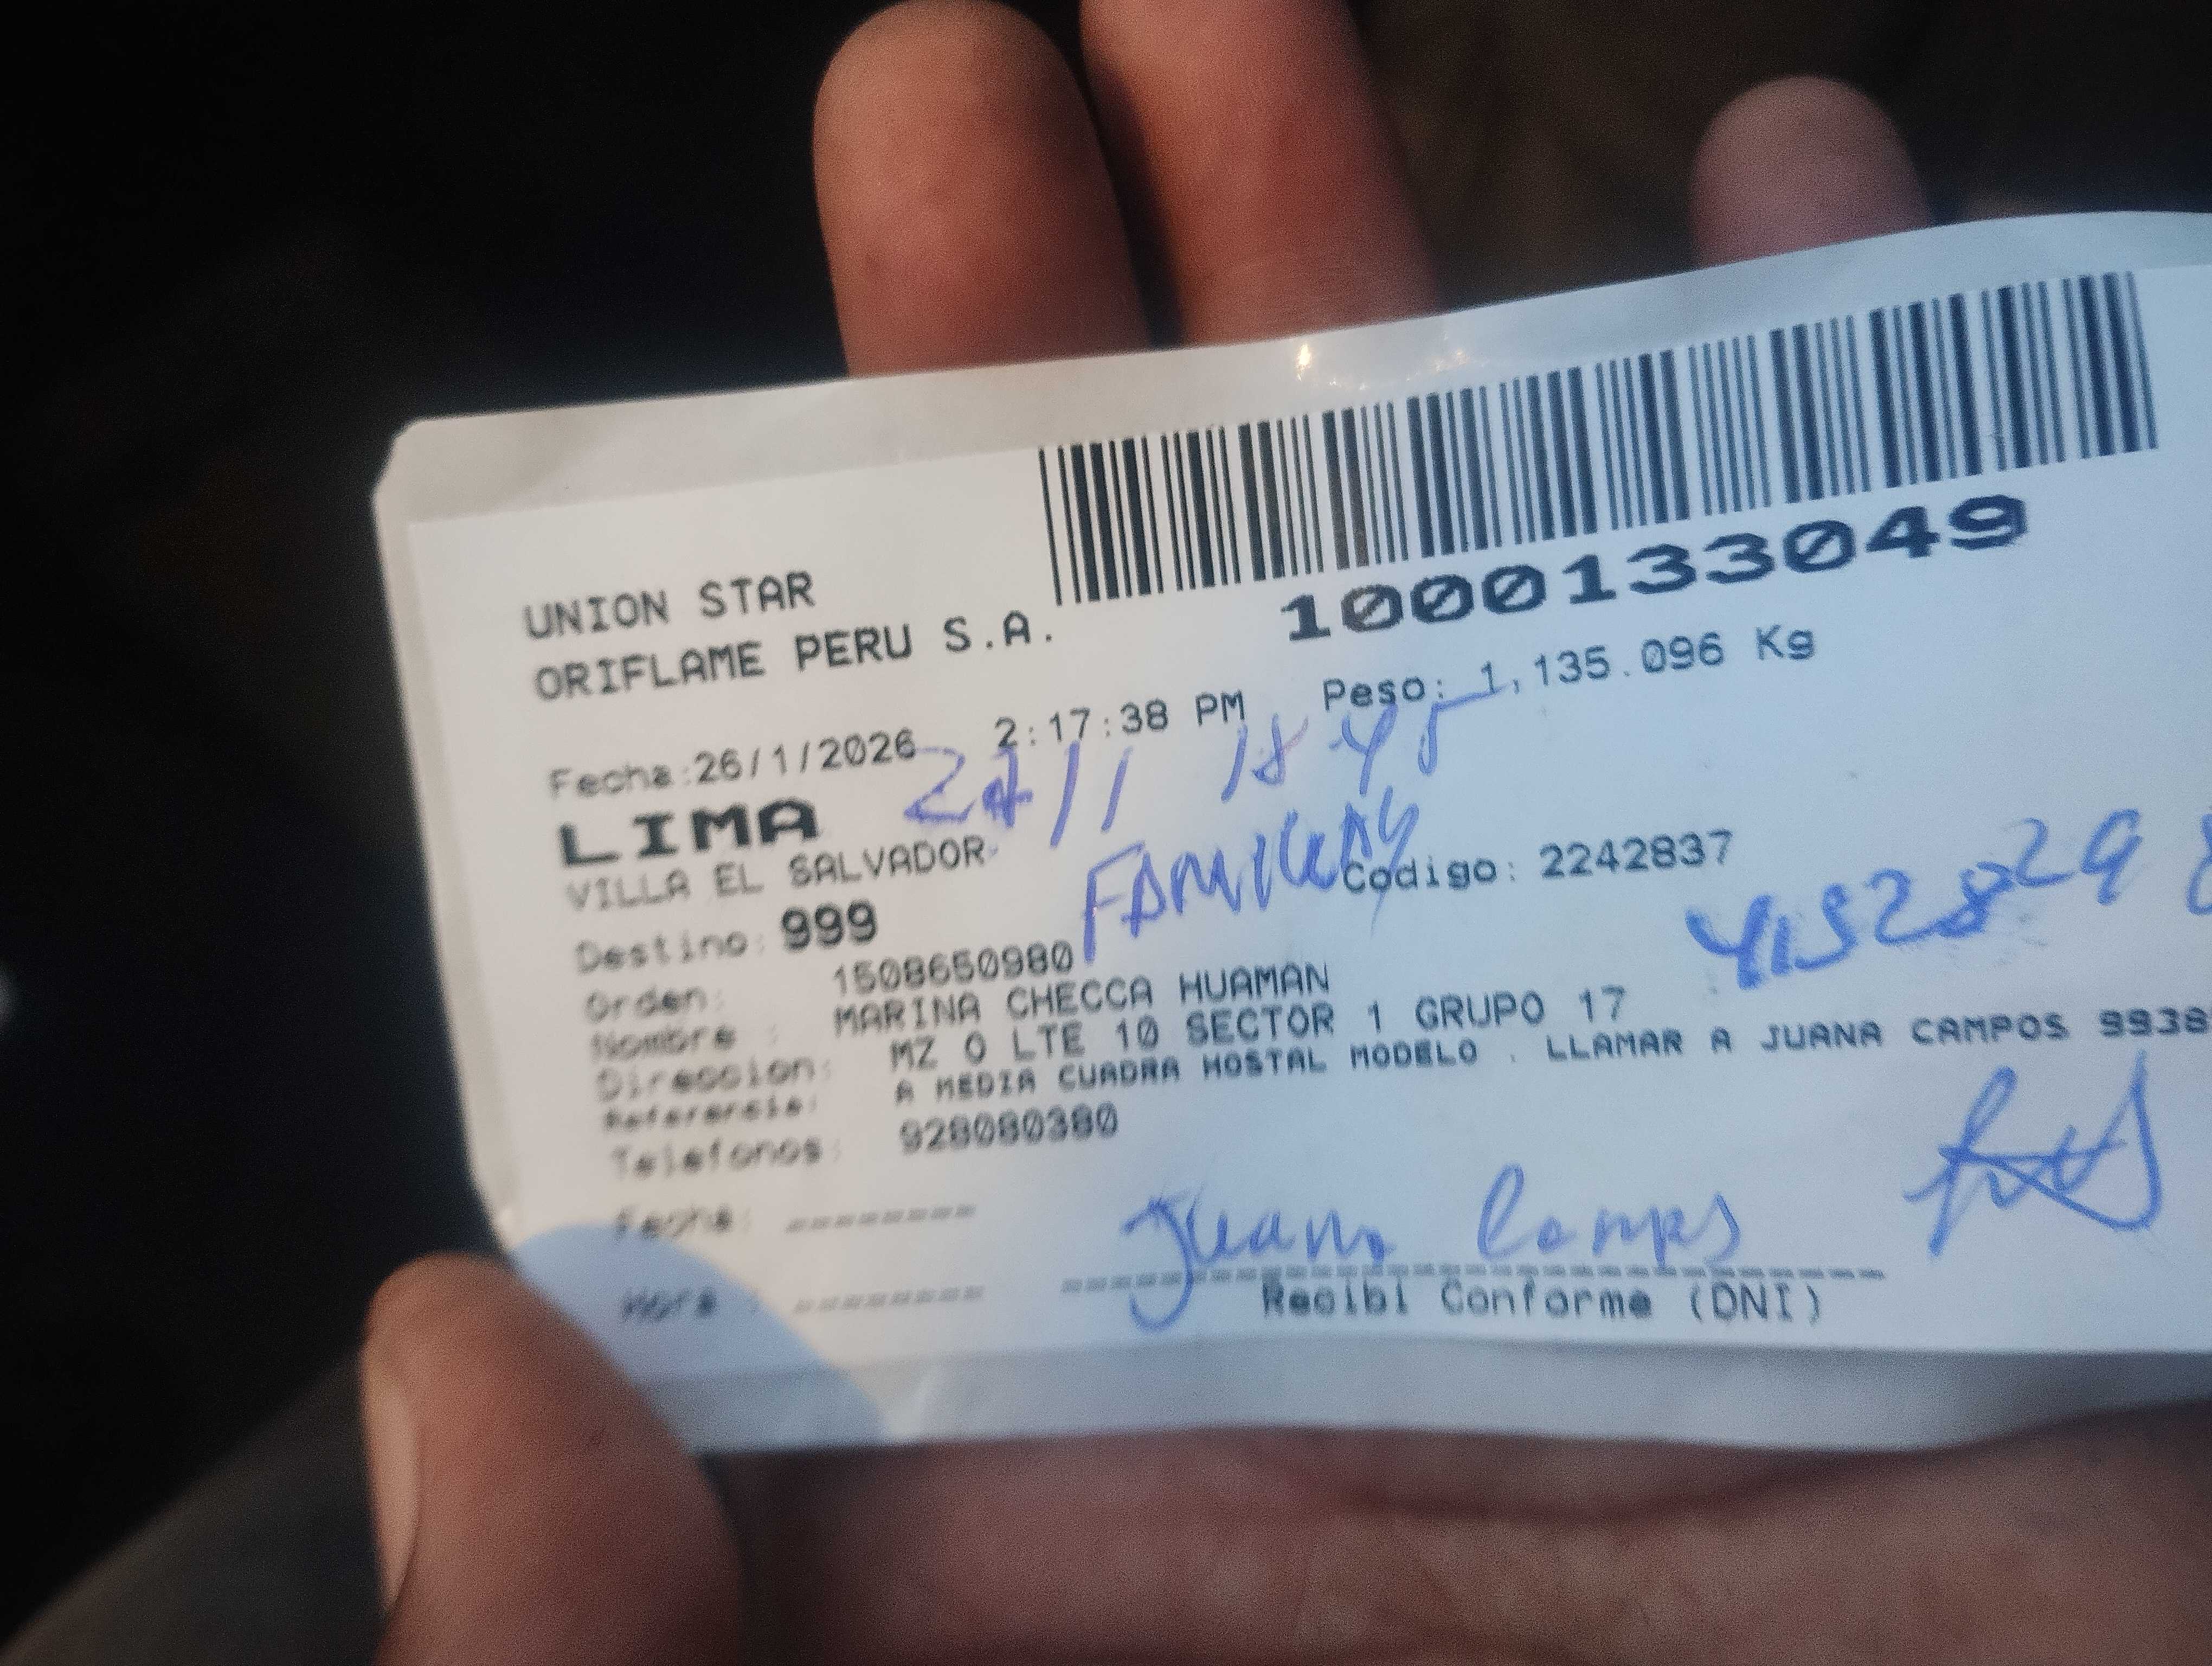 UNION STAR
ORIFLAME PERU S.A.
1000133049
Fecha:26/1/2026 2:17:38 PM Peso: 1,135.096 Kg
18 45
LIMA
VILLA EL SALVADOR
FAMILIAR
Codigo: 2242837
Destino: 999
4152829
Orden: 1508650980
Nombre : MARINA CHECCA HUAMAN
Direccion: MZ O LTE 10 SECTOR 1 GRUPO 17
Referencia: A MEDIA CUADRA HOSTAL MODELO . LLAMAR A JUANA CAMPOS 9938
Telefonos: 928080380
Fecha: --------
Juana Camps
Hora : --------
Recibi Conforme (DNI)